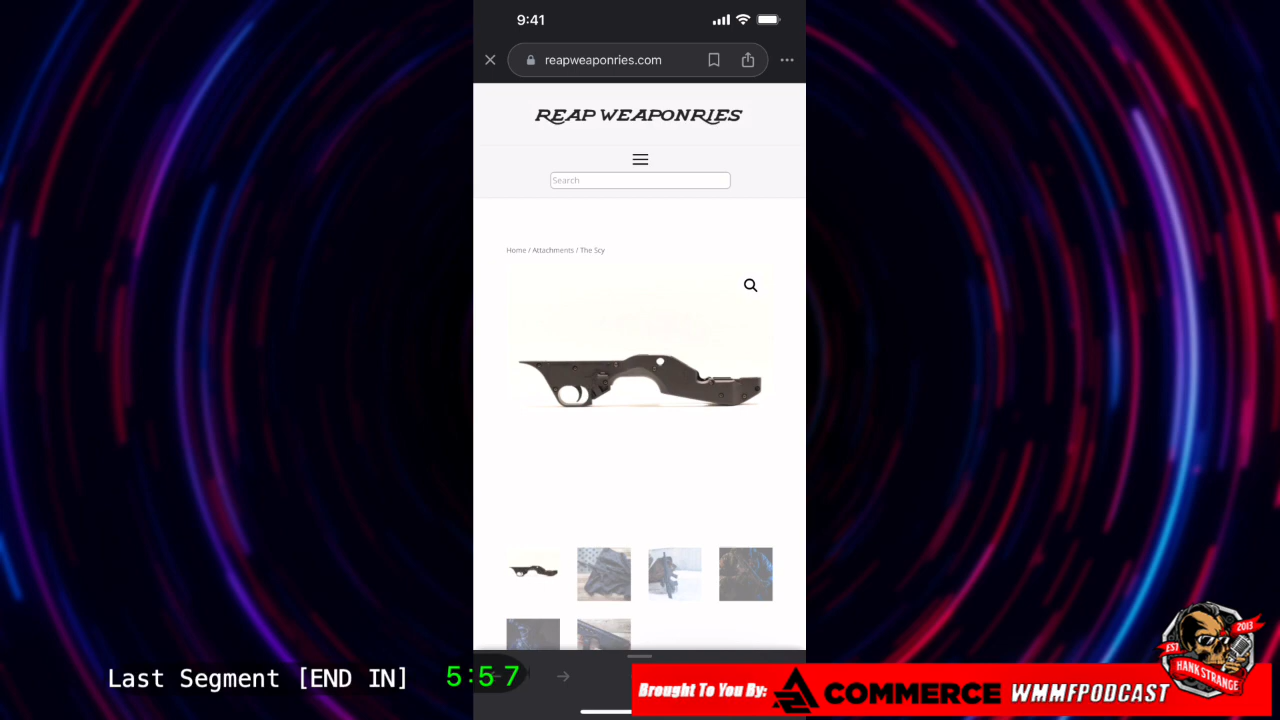 9:41
reapweaponries.com
REAP WEAPONRIES
Search
Home / Attachments / The Scy
Last Segment [END IN] 5:57
Brought To You By: COMMERCE WMMFPODCAST
EST 2013
HANK STRANGE